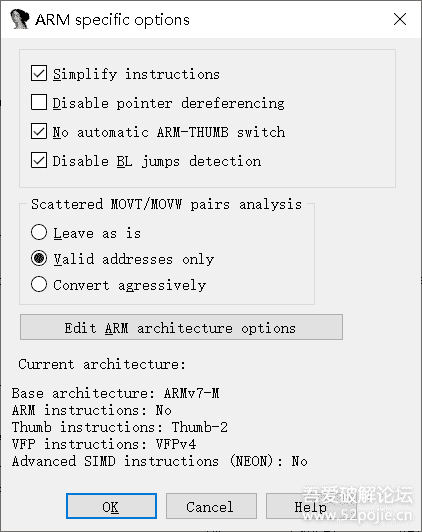 ARM specific options
Simplify instructions
Disable pointer dereferencing
No automatic ARM-THUMB switch
Disable BL jumps detection
Scattered MOVT/MOVW pairs analysis
Leave as is
Valid addresses only
Convert agressively
Edit ARM architecture options
Current architecture:
Base architecture: ARMv7-M
ARM instructions: No
Thumb instructions: Thumb-2
VFP instructions: VFPv4
Advanced SIMD instructions (NEON): No
OK Cancel Help
吾爱破解论坛
www.52pojie.cn